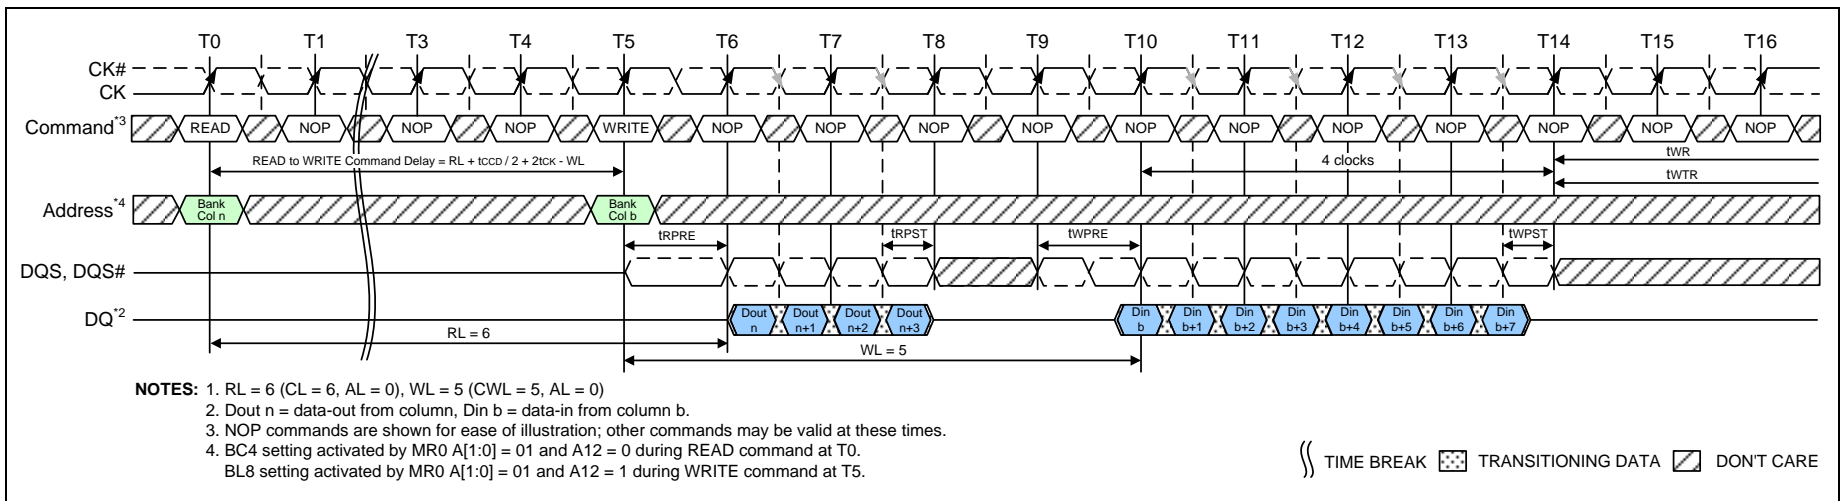 T0 T1 T3 T4 T5 T6 T7 T8 T9 T10 T11 T12 T13 T14 T15 T16
CK#
CK
Command*3 READ NOP NOP NOP WRITE NOP NOP NOP NOP NOP NOP NOP NOP NOP NOP NOP
READ to WRITE Command Delay = RL + tCCD / 2 + 2tCK - WL
4 clocks
tWR
tWTR
Address*4
Bank Col n
Bank Col b
tRPRE tRPST tWPRE tWPST
DQS, DQS#
DQ*2
Dout n Dout n+1 Dout n+2 Dout n+3 Din b Din b+1 Din b+2 Din b+3 Din b+4 Din b+5 Din b+6 Din b+7
RL = 6
WL = 5
NOTES: 1. RL = 6 (CL = 6, AL = 0), WL = 5 (CWL = 5, AL = 0)
2. Dout n = data-out from column, Din b = data-in from column b.
3. NOP commands are shown for ease of illustration; other commands may be valid at these times.
4. BC4 setting activated by MR0 A[1:0] = 01 and A12 = 0 during READ command at T0.
BL8 setting activated by MR0 A[1:0] = 01 and A12 = 1 during WRITE command at T5.
TIME BREAK TRANSITIONING DATA DON'T CARE